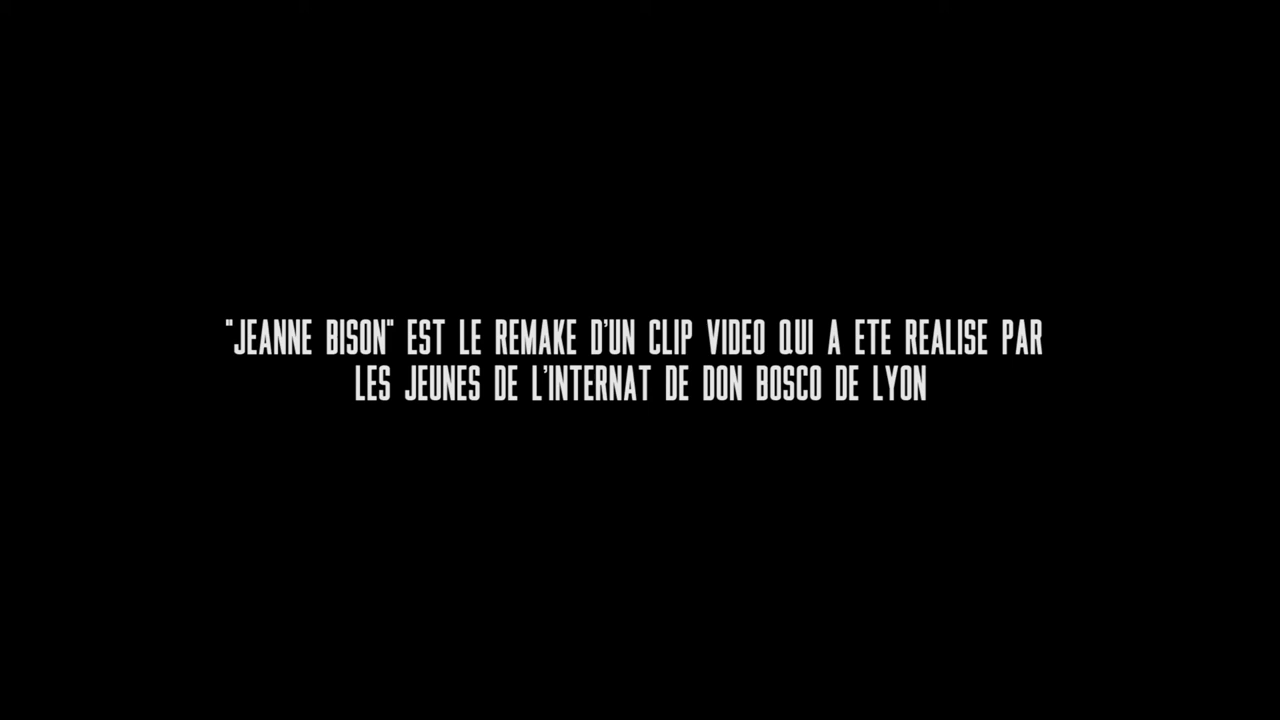 "JEANNE BISON" EST LE REMAKE D'UN CLIP VIDEO QUI A ETE REALISE PAR
LES JEUNES DE L'INTERNAT DE DON BOSCO DE LYON